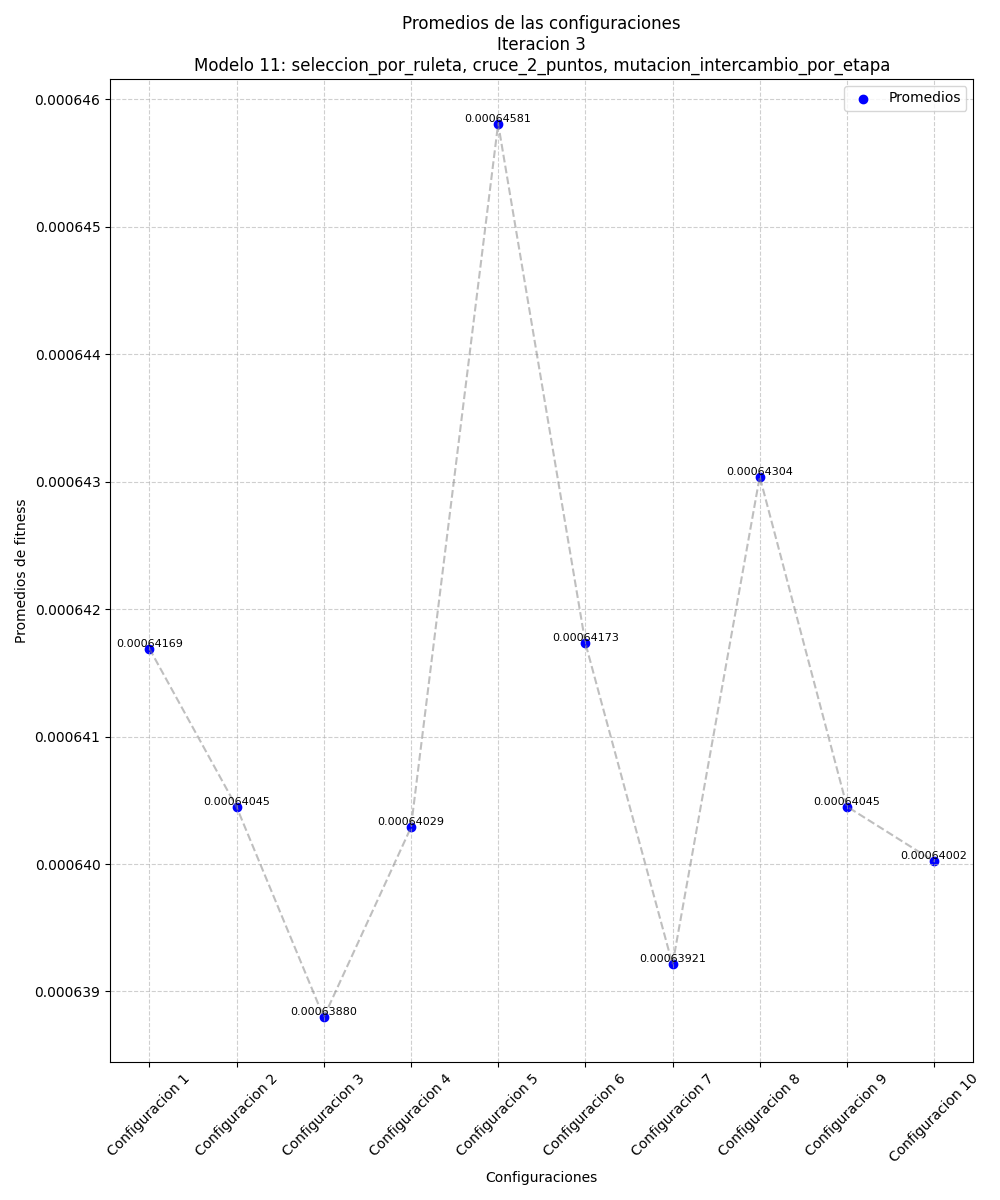 Promedios de las configuraciones
Iteracion 3
Modelo 11: seleccion_por_ruleta, cruce_2_puntos, mutacion_intercambio_por_etapa
Promedios
0.000646
0.000645
0.000644
0.000643
0.000642
0.000641
0.000640
0.000639
Promedios de fitness
0.00064169
0.00064045
0.00063880
0.00064029
0.00064581
0.00064173
0.00063921
0.00064304
0.00064045
0.00064002
Configuracion 1
Configuracion 2
Configuracion 3
Configuracion 4
Configuracion 5
Configuracion 6
Configuracion 7
Configuracion 8
Configuracion 9
Configuracion 10
Configuraciones